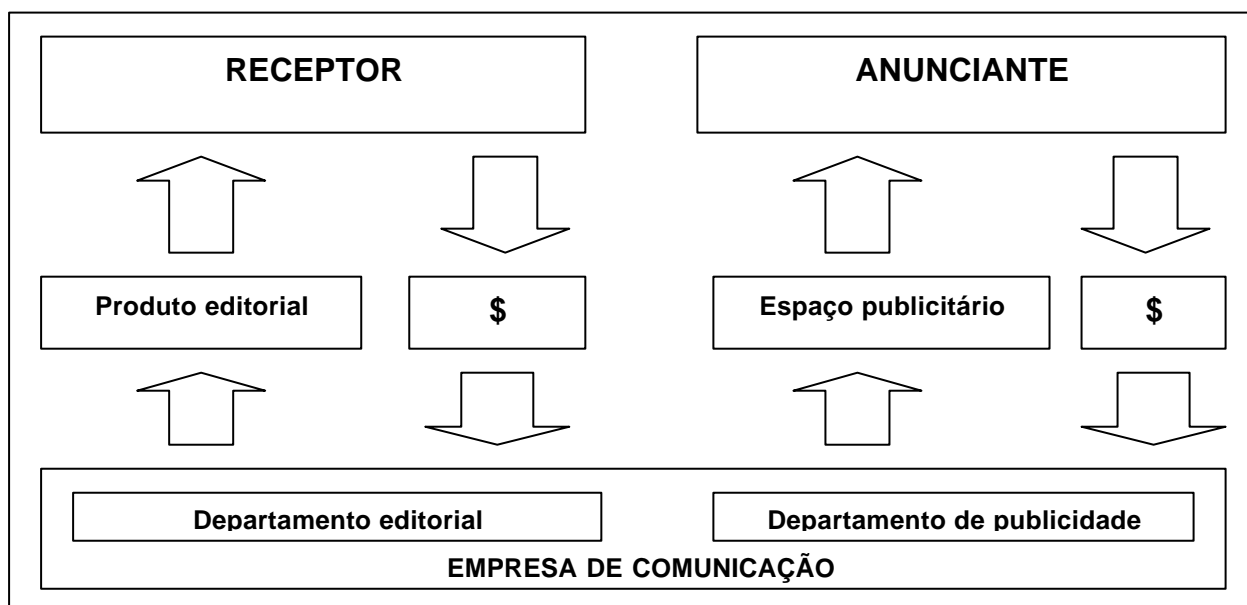 RECEPTOR
ANUNCIANTE
Produto editorial
$
Espaço publicitário
$
Departamento editorial
Departamento de publicidade
EMPRESA DE COMUNICAÇÃO